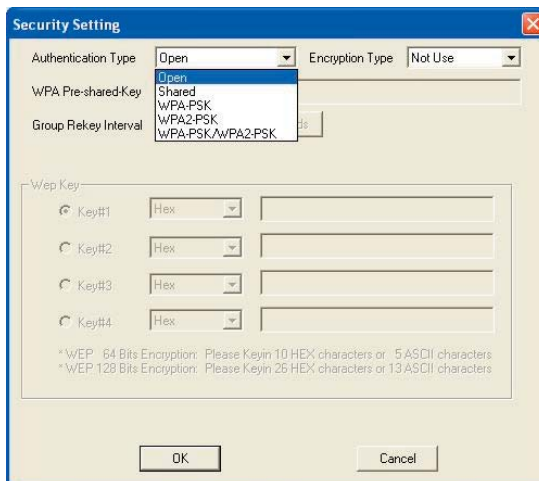 Security Setting
Authentication Type Open Encryption Type Not Use
Open
WPA Pre-shared-Key
Shared
WPA-PSK
Group Rekey Interval
WPA2-PSK
WPA-PSK/WPA2-PSK
Wep Key
Key#1 Hex
Key#2 Hex
Key#3 Hex
Key#4 Hex
* WEP 64 Bits Encryption: Please Keyin 10 HEX characters or 5 ASCII characters
* WEP 128 Bits Encryption: Please Keyin 26 HEX characters or 13 ASCII characters
OK Cancel